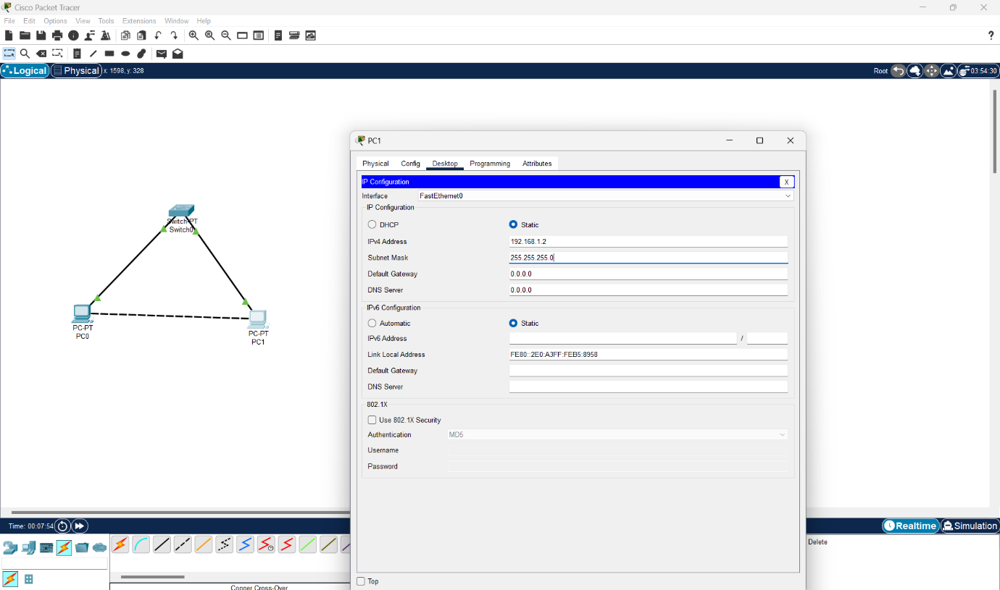 Cisco Packet Tracer
File Edit Options View Tools Extensions Window Help
?
Logical Physical x: 1598, y: 328 Root 03:54:30
PC1
Physical Config Desktop Programming Attributes
IP Configuration X
Interface FastEthernet0
IP Configuration
DHCP Static
IPv4 Address 192.168.1.2
Subnet Mask 255.255.255.0
Default Gateway 0.0.0.0
DNS Server 0.0.0.0
IPv6 Configuration
Automatic Static
IPv6 Address /
Link Local Address FE80::2E0:A3FF:FEB5:8958
Default Gateway
DNS Server
802.1X
Use 802.1X Security
Authentication MD5
Username
Password
Top
Switch-PT
Switch0
PC-PT
PC0
PC-PT
PC1
Time: 00:07:54 Realtime Simulation
Delete
Copper Cross-Over